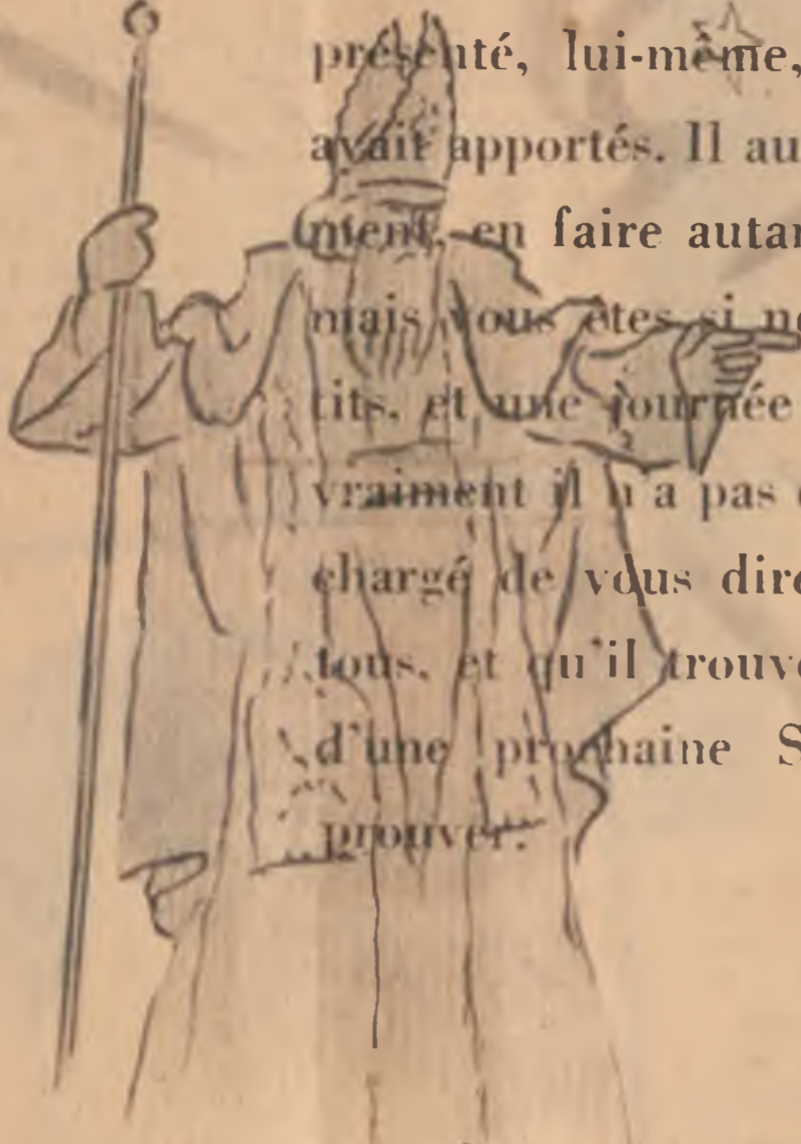 présenté, lui-même,
avait apportés. Il au
ment, en faire autan
mais vous êtes si no
tits, et une journée
vraiment il n'a pas
chargé de vous dire
tous, et qu'il trouve
d'une prochaine S
prouver.